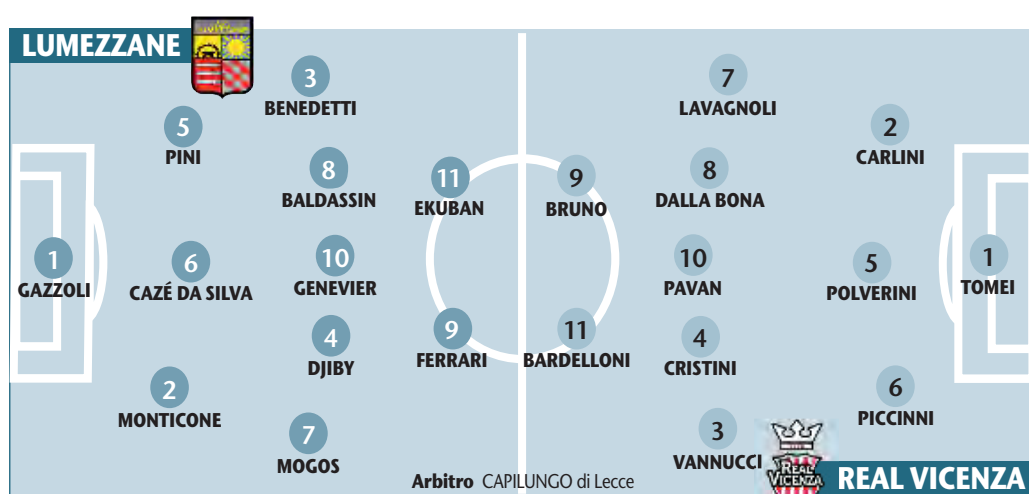 LUMEZZANE
3
BENEDETTI
5
PINI
8
BALDASSIN
11
EKUBAN
1
GAZZOLI
6
CAZÉ DA SILVA
10
GENEVIER
4
DJIBY
9
FERRARI
2
MONTICONE
7
MOGOS
7
LAVAGNOLI
2
CARLINI
9
BRUNO
8
DALLA BONA
10
PAVAN
5
POLVERINI
1
TOMEI
11
BARDELLONI
4
CRISTINI
6
PICCINNI
3
VANNUCCI
Arbitro CAPILUNGO di Lecce
REAL
VICENZA
REAL VICENZA